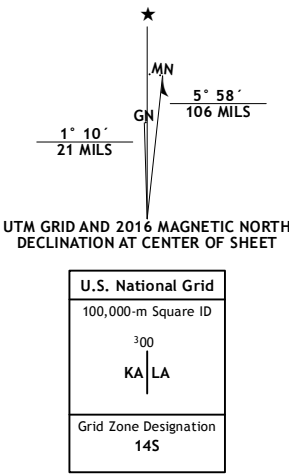 ★
MN
GN
5° 58´
106 MILS
1° 10´
21 MILS
UTM GRID AND 2016 MAGNETIC NORTH
DECLINATION AT CENTER OF SHEET
U.S. National Grid
100,000-m Square ID
³00
KA LA
Grid Zone Designation
14S